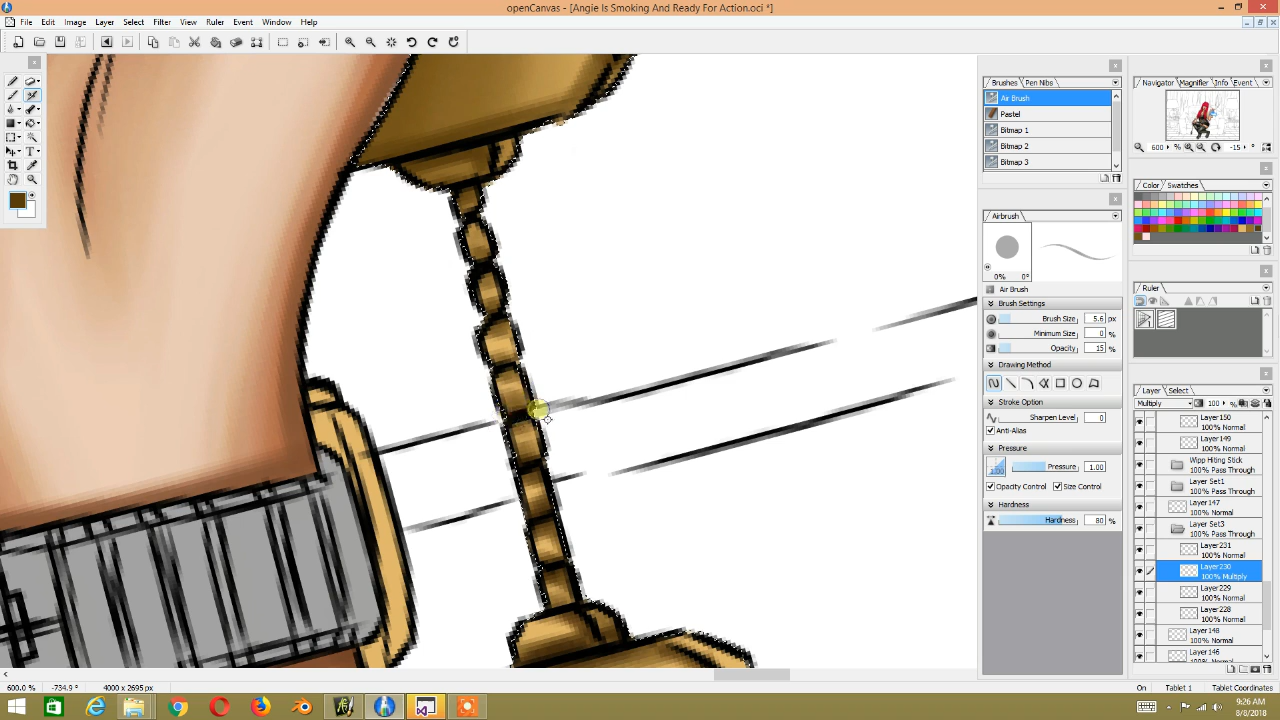 openCanvas - [Angie Is Smoking And Ready For Action.oci *]
File Edit Image Layer Select Filter View Ruler Event Window Help
Brushes Pen Nibs
Air Brush
Pastel
Bitmap 1
Bitmap 2
Bitmap 3
Airbrush
0% 0°
Air Brush
Brush Settings
Brush Size 5.6 px
Minimum Size 0 %
Opacity 15 %
Drawing Method
Stroke Option
Sharpen Level 0
Anti-Alias
Pressure
Pressure 1.00
Opacity Control Size Control
Hardness
Hardness 80 %
Navigator Magnifier Info Event
600 % -15 °
Color Swatches
Ruler
Layer Select
Multiply 100 %
Layer150
100% Normal
Layer149
100% Normal
Wipp Hiting Stick
100% Pass Through
Layer Set1
100% Pass Through
Layer147
100% Normal
Layer Set3
100% Pass Through
Layer231
100% Normal
Layer230
100% Multiply
Layer229
100% Normal
Layer228
100% Normal
Layer148
100% Normal
Layer146
600.0 % -734.9 ° 4000 x 2695 px
On Tablet 1 Tablet Coordinates
9:26 AM
8/8/2018